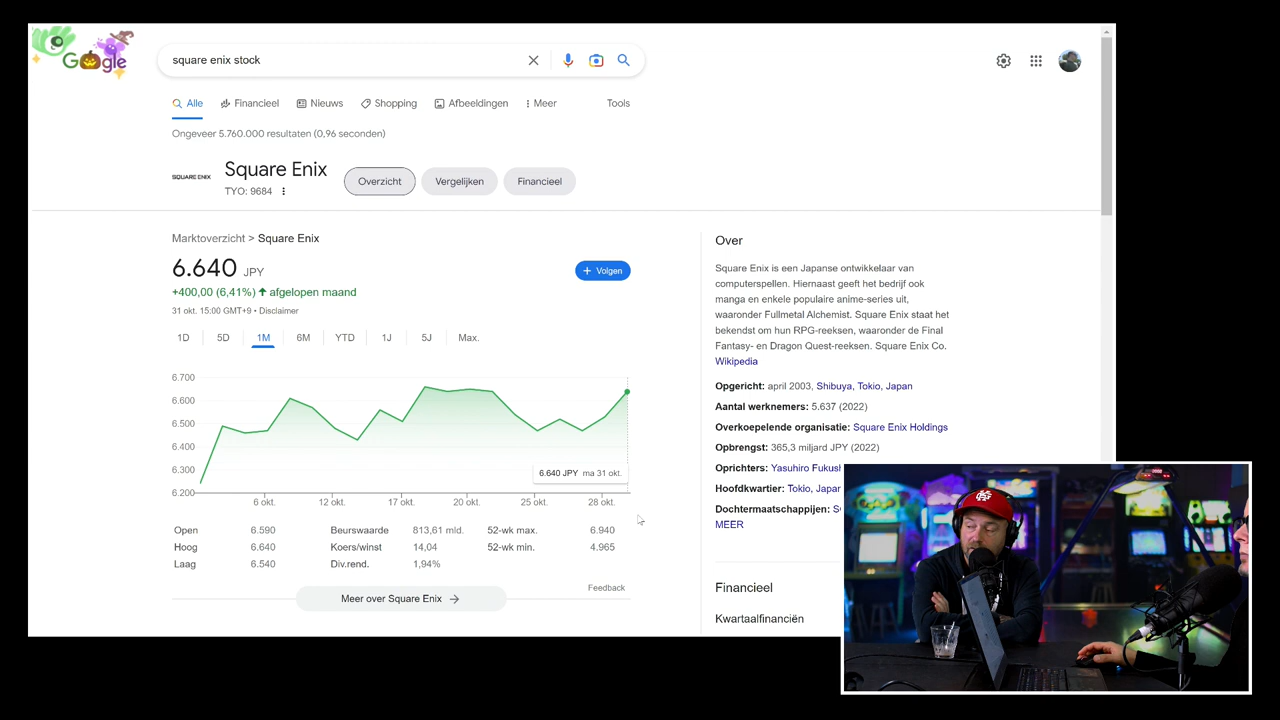 Google
square enix stock
Alle Financieel Nieuws Shopping Afbeeldingen Meer Tools
Ongeveer 5.760.000 resultaten (0,96 seconden)
SQUARE ENIX
Square Enix
TYO: 9684
Overzicht Vergelijken Financieel
Marktoverzicht > Square Enix
6.640 JPY
+400,00 (6,41%) afgelopen maand
31 okt. 15:00 GMT+9 • Disclaimer
+ Volgen
1D 5D 1M 6M YTD 1J 5J Max.
6.700
6.600
6.500
6.400
6.300
6.200
6.640 JPY ma 31 okt.
6 okt. 12 okt. 17 okt. 20 okt. 25 okt. 28 okt.
Open 6.590 Beurswaarde 813,61 mld. 52-wk max. 6.940
Hoog 6.640 Koers/winst 14,04 52-wk min. 4.965
Laag 6.540 Div.rend. 1,94%
Feedback
Meer over Square Enix
Over
Square Enix is een Japanse ontwikkelaar van
computerspellen. Hiernaast geeft het bedrijf ook
manga en enkele populaire anime-series uit,
waaronder Fullmetal Alchemist. Square Enix staat het
bekendst om hun RPG-reeksen, waaronder de Final
Fantasy- en Dragon Quest-reeksen. Square Enix Co.
Wikipedia
Opgericht: april 2003, Shibuya, Tokio, Japan
Aantal werknemers: 5.637 (2022)
Overkoepelende organisatie: Square Enix Holdings
Opbrengst: 365,3 miljard JPY (2022)
Oprichters: Yasuhiro Fukush
Hoofdkwartier: Tokio, Japan
Dochtermaatschappijen: S
MEER
Financieel
Kwartaalfinanciën